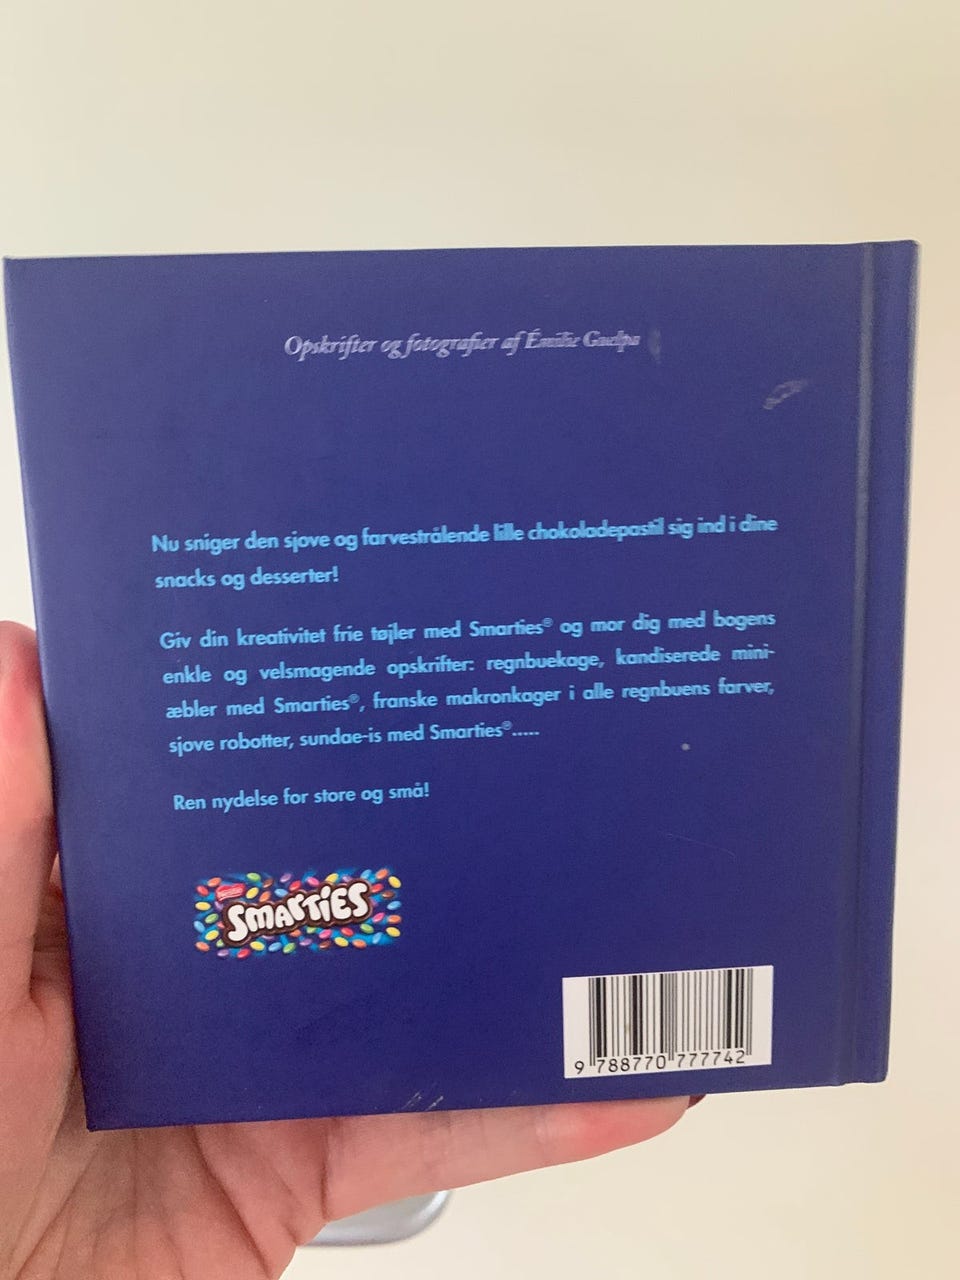 Opskrifter og fotografier af Émilie Guelpa
Nu sniger den sjove og farvestrålende lille chokoladepastil sig ind i dine
snacks og desserter!
Giv din kreativitet frie tøjler med Smarties® og mor dig med bogens
enkle og velsmagende opskrifter: regnbuekage, kandiserede mini-
æbler med Smarties®, franske makronkager i alle regnbuens farver,
sjove robotter, sundae-is med Smarties®.....
Ren nydelse for store og små!
Nestlé
SMARTIES
9 788770 777742